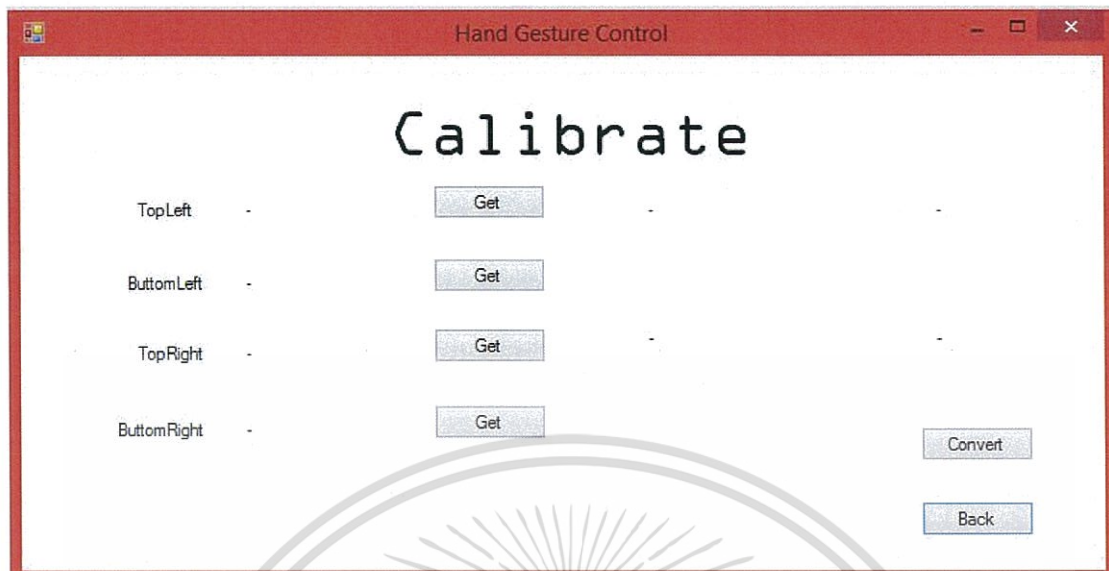 Hand Gesture Control
Calibrate
TopLeft - Get - -
ButtomLeft - Get
TopRight - Get - -
ButtomRight - Get
Convert
Back